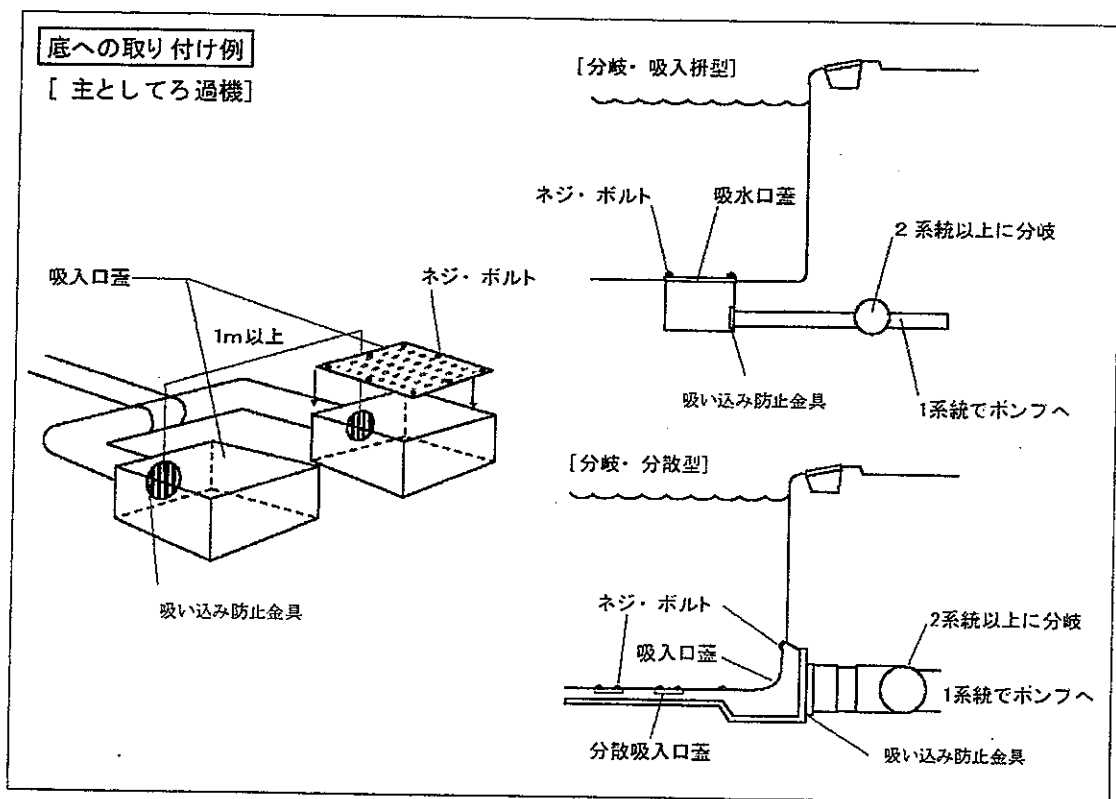 底への取り付け例
[ 主としてろ過機]
吸入口蓋
ネジ・ボルト
1m以上
吸い込み防止金具
[分岐・吸入桝型]
ネジ・ボルト
吸水口蓋
2系統以上に分岐
吸い込み防止金具
1系統でポンプへ
[分岐・分散型]
ネジ・ボルト
吸入口蓋
2系統以上に分岐
1系統でポンプへ
分散吸入口蓋
吸い込み防止金具